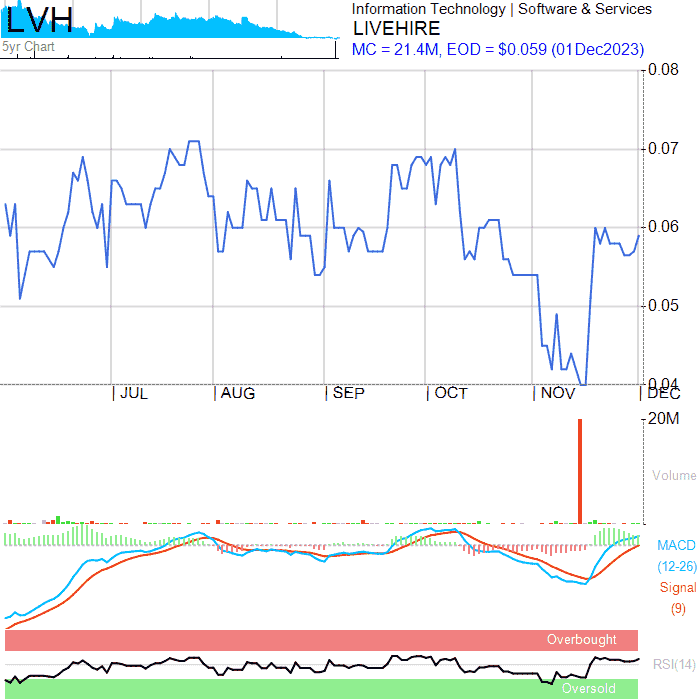 LVH
5yr Chart
Information Technology | Software & Services
LIVEHIRE
MC = 21.4M, EOD = $0.059 (01Dec2023)
0.08
0.07
0.06
0.05
0.04
JUL
AUG
SEP
OCT
NOV
DEC
20M
Volume
MACD
(12-26)
Signal
(9)
Overbought
RSI(14)
Oversold